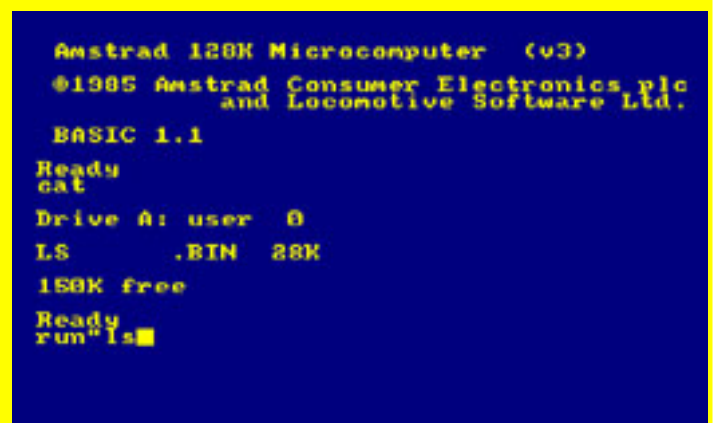 Amstrad 128K Microcomputer (v3)
©1985 Amstrad Consumer Electronics plc
and Locomotive Software Ltd.
BASIC 1.1
Ready
cat
Drive A: user 0
LS .BIN 28K
150K free
Ready
run"ls